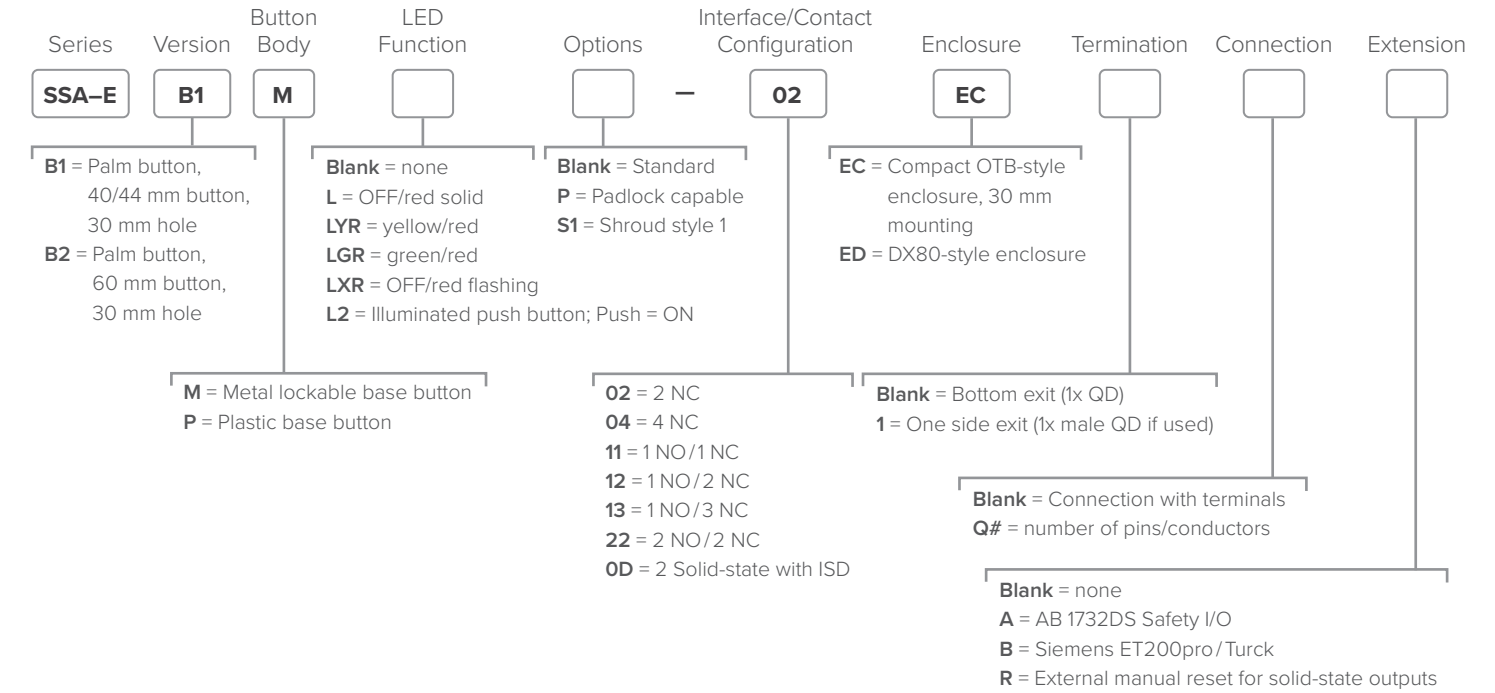 Series
Version
Button
Body
LED
Function
Options
Interface/Contact
Configuration
Enclosure
Termination
Connection
Extension
SSA–E
B1
M
–
02
EC
B1 = Palm button,
40/44 mm button,
30 mm hole
B2 = Palm button,
60 mm button,
30 mm hole
Blank = none
L = OFF/red solid
LYR = yellow/red
LGR = green/red
LXR = OFF/red flashing
L2 = Illuminated push button; Push = ON
Blank = Standard
P = Padlock capable
S1 = Shroud style 1
EC = Compact OTB-style
enclosure, 30 mm
mounting
ED = DX80-style enclosure
M = Metal lockable base button
P = Plastic base button
02 = 2 NC
04 = 4 NC
11 = 1 NO/1 NC
12 = 1 NO/2 NC
13 = 1 NO/3 NC
22 = 2 NO/2 NC
0D = 2 Solid-state with ISD
Blank = Bottom exit (1x QD)
1 = One side exit (1x male QD if used)
Blank = Connection with terminals
Q# = number of pins/conductors
Blank = none
A = AB 1732DS Safety I/O
B = Siemens ET200pro/Turck
R = External manual reset for solid-state outputs